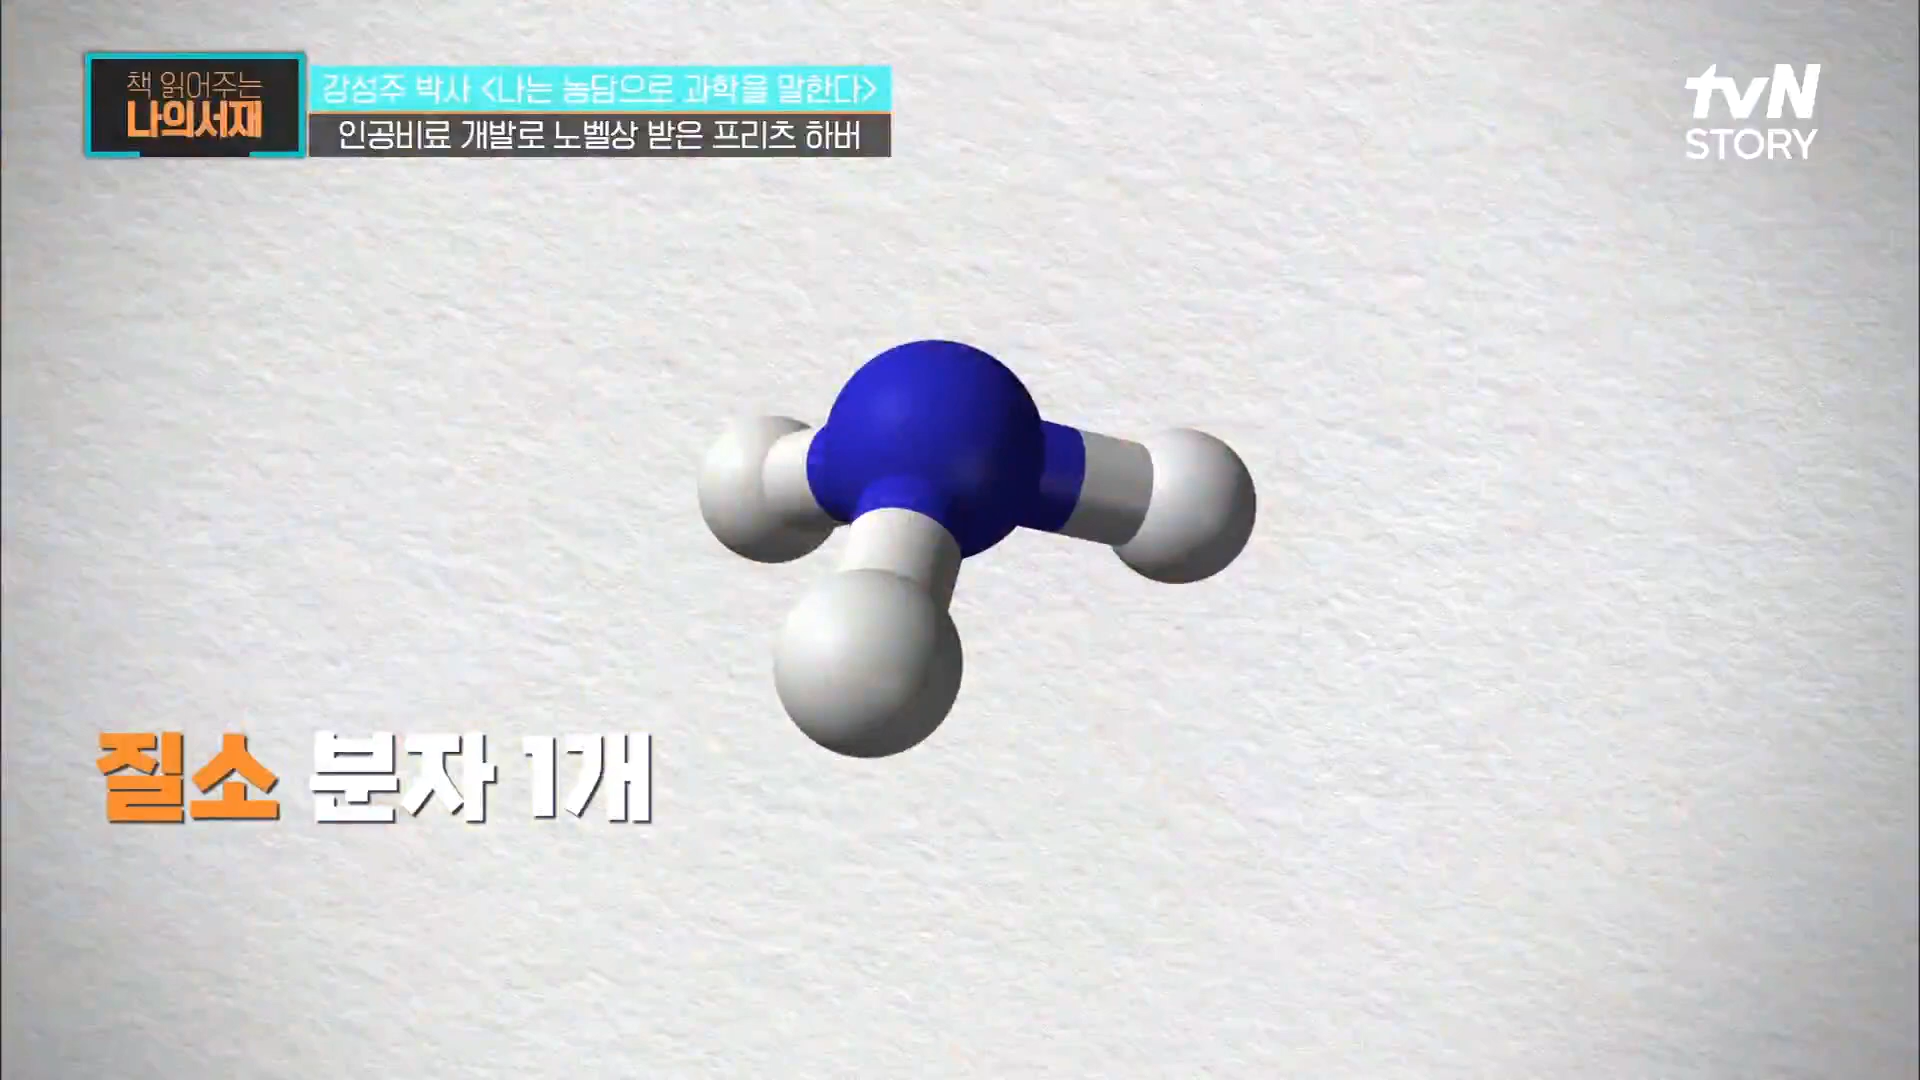 책 읽어주는
나의서재
강성주 박사 <나는 농담으로 과학을 말한다>
인공비료 개발로 노벨상 받은 프리츠 하버
tvN
STORY
질소 분자 1개